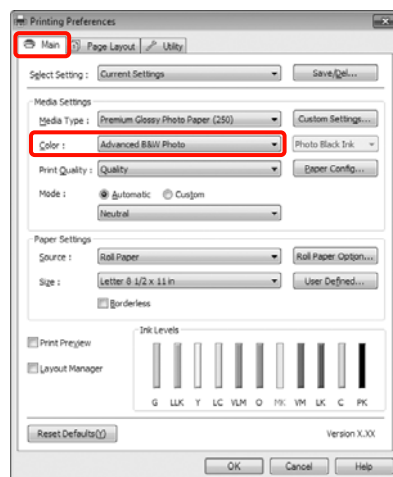 Printing Preferences
Main Page Layout Utility
Select Setting : Current Settings Save/Del...
Media Settings
Media Type : Premium Glossy Photo Paper (250) Custom Settings...
Color : Advanced B&W Photo Photo Black Ink
Print Quality : Quality Paper Config...
Mode : Automatic Custom
Neutral
Paper Settings
Source : Roll Paper Roll Paper Option...
Size : Letter 8 1/2 x 11 in User Defined...
Borderless
Ink Levels
Print Preview
Layout Manager
G LLK Y LC VLM O MK VM LK C PK
Reset Defaults(Y) Version X.XX
OK Cancel Help